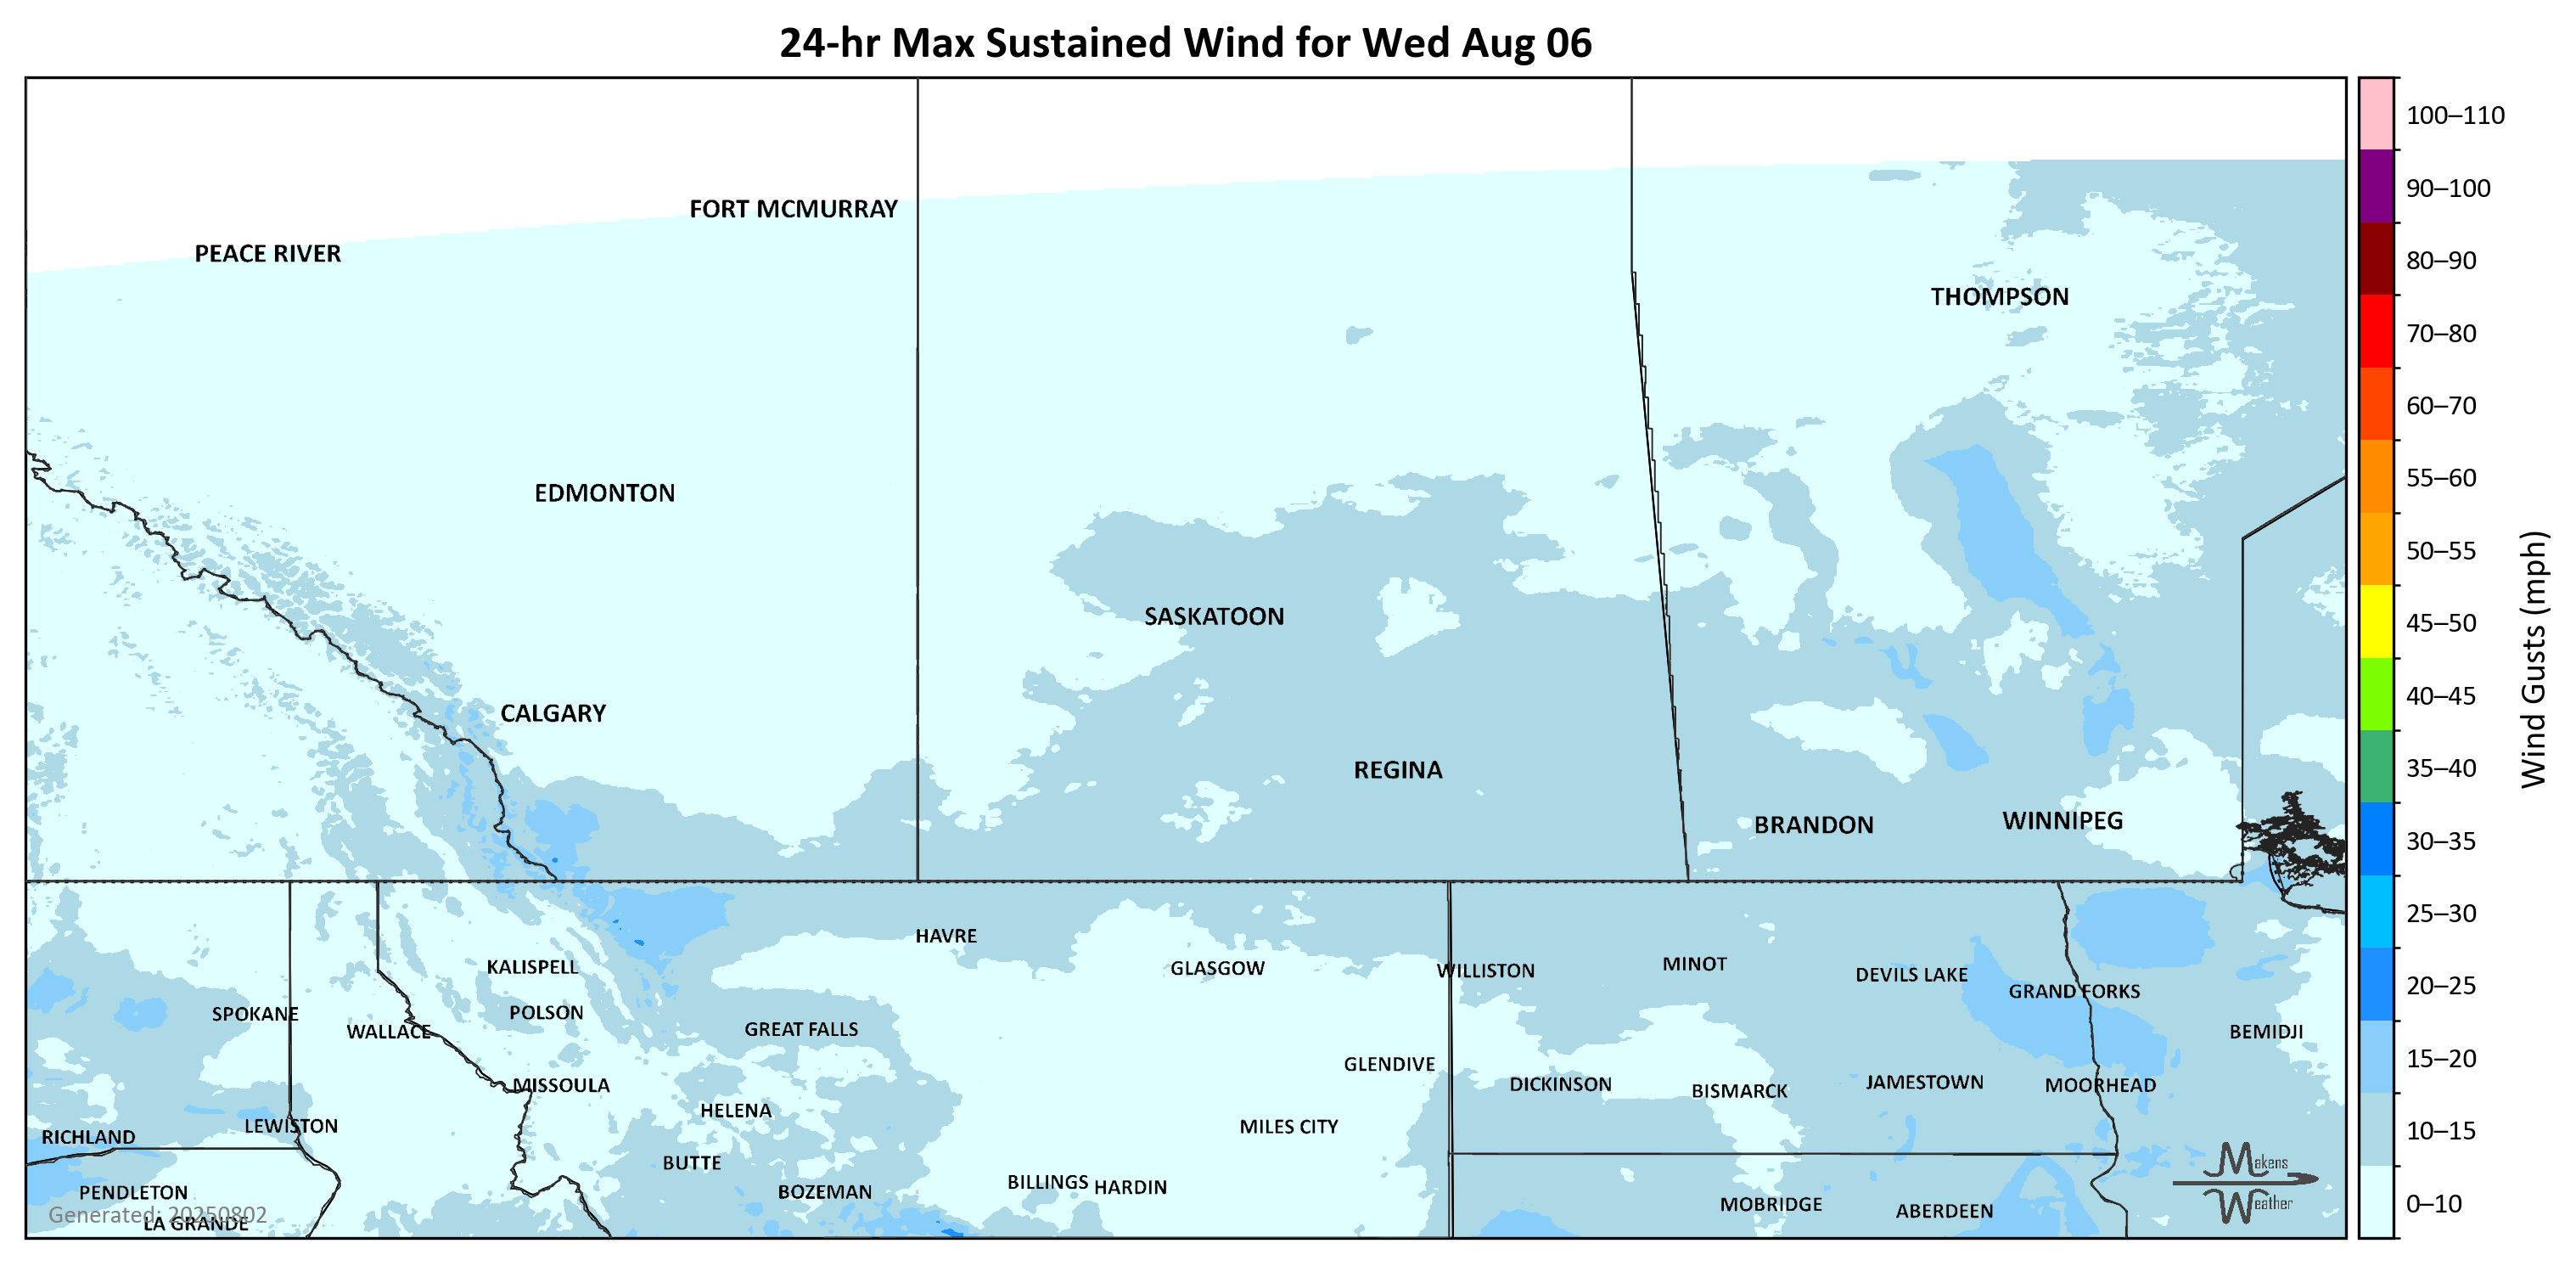 24-hr Max Sustained Wind for Wed Aug 06
100–110
90–100
80–90
70–80
60–70
55–60
50–55
45–50
40–45
35–40
30–35
25–30
20–25
15–20
10–15
0–10
Wind Gusts (mph)
FORT MCMURRAY
PEACE RIVER
THOMPSON
EDMONTON
SASKATOON
CALGARY
REGINA
BRANDON
WINNIPEG
HAVRE
KALISPELL
GLASGOW
WILLISTON
MINOT
DEVILS LAKE
GRAND FORKS
SPOKANE
POLSON
WALLACE
GREAT FALLS
BEMIDJI
GLENDIVE
MISSOULA
DICKINSON
BISMARCK
JAMESTOWN
MOORHEAD
HELENA
LEWISTON
MILES CITY
RICHLAND
BUTTE
PENDLETON
BOZEMAN
BILLINGS
HARDIN
MOBRIDGE
ABERDEEN
Generated: 20250802
LA GRANDE
Makens
Weather